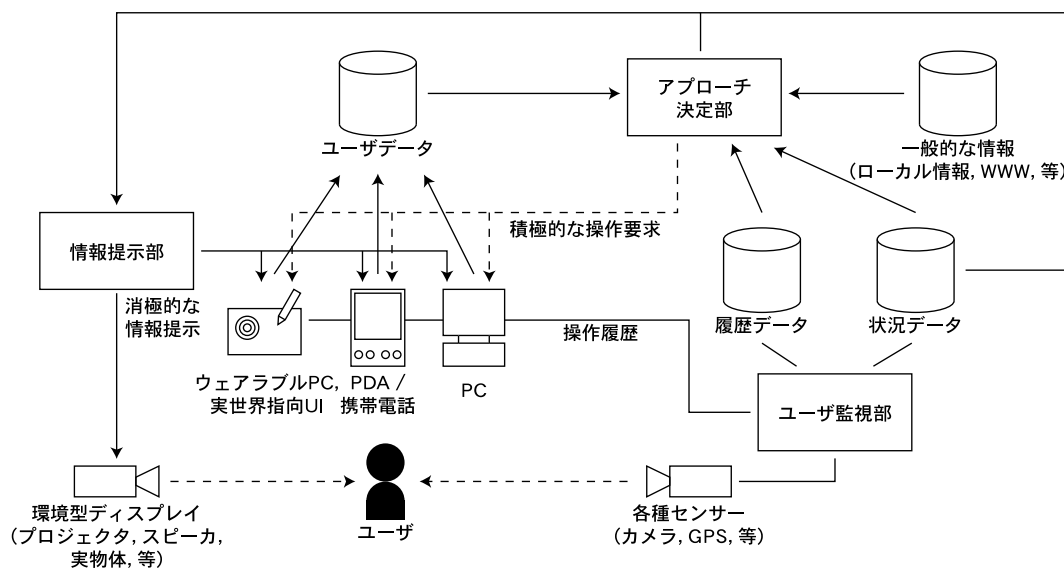 アプローチ
決定部
ユーザデータ
一般的な情報
(ローカル情報, WWW, 等)
積極的な操作要求
情報提示部
消極的な
情報提示
履歴データ
状況データ
操作履歴
ウェアラブルPC,
実世界指向UI
PDA /
携帯電話
PC
ユーザ監視部
環境型ディスプレイ
(プロジェクタ, スピーカ,
実物体, 等)
ユーザ
各種センサー
(カメラ, GPS, 等)